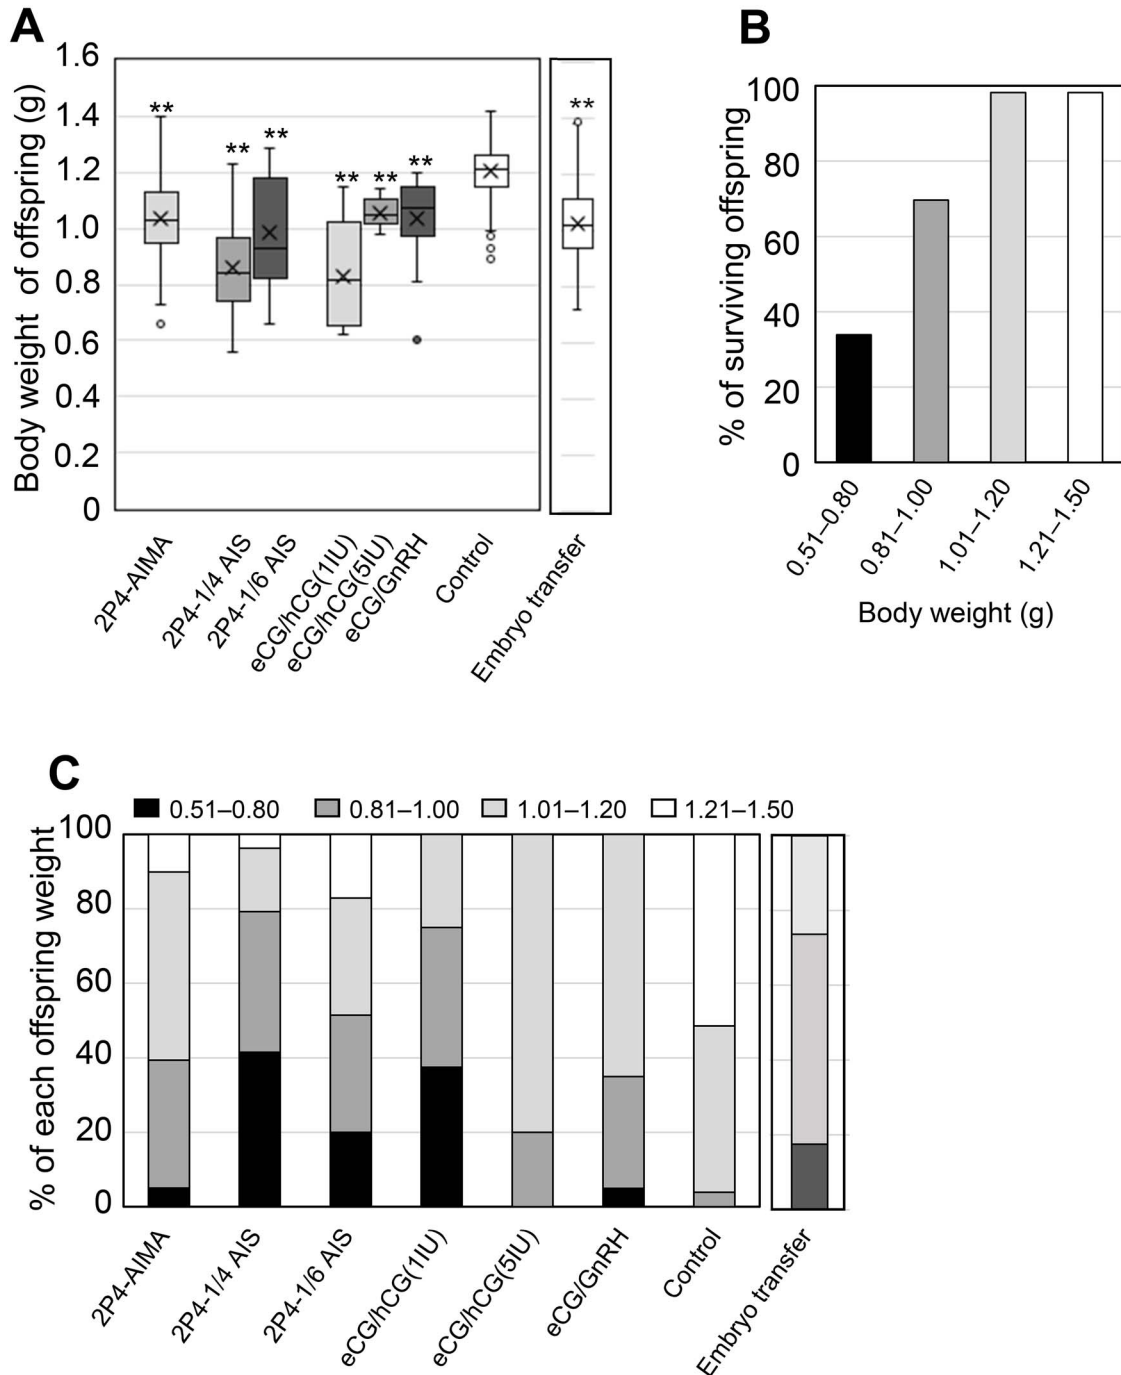 A
Body weight of offspring (g)
1.6
1.4
1.2
1.0
0.8
0.6
0.4
0.2
0
**
**
**
**
**
**
**
2P4-AIMA
2P4-1/4 AIS
2P4-1/6 AIS
eCG/hCG(1IU)
eCG/hCG(5IU)
eCG/GnRH
Control
Embryo transfer
B
% of surviving offspring
100
80
60
40
20
0
0.51–0.80
0.81–1.00
1.01–1.20
1.21–1.50
Body weight (g)
C
0.51–0.80 0.81–1.00 1.01–1.20 1.21–1.50
% of each offspring weight
100
80
60
40
20
0
2P4-AIMA
2P4-1/4 AIS
2P4-1/6 AIS
eCG/hCG(1IU)
eCG/hCG(5IU)
eCG/GnRH
Control
Embryo transfer